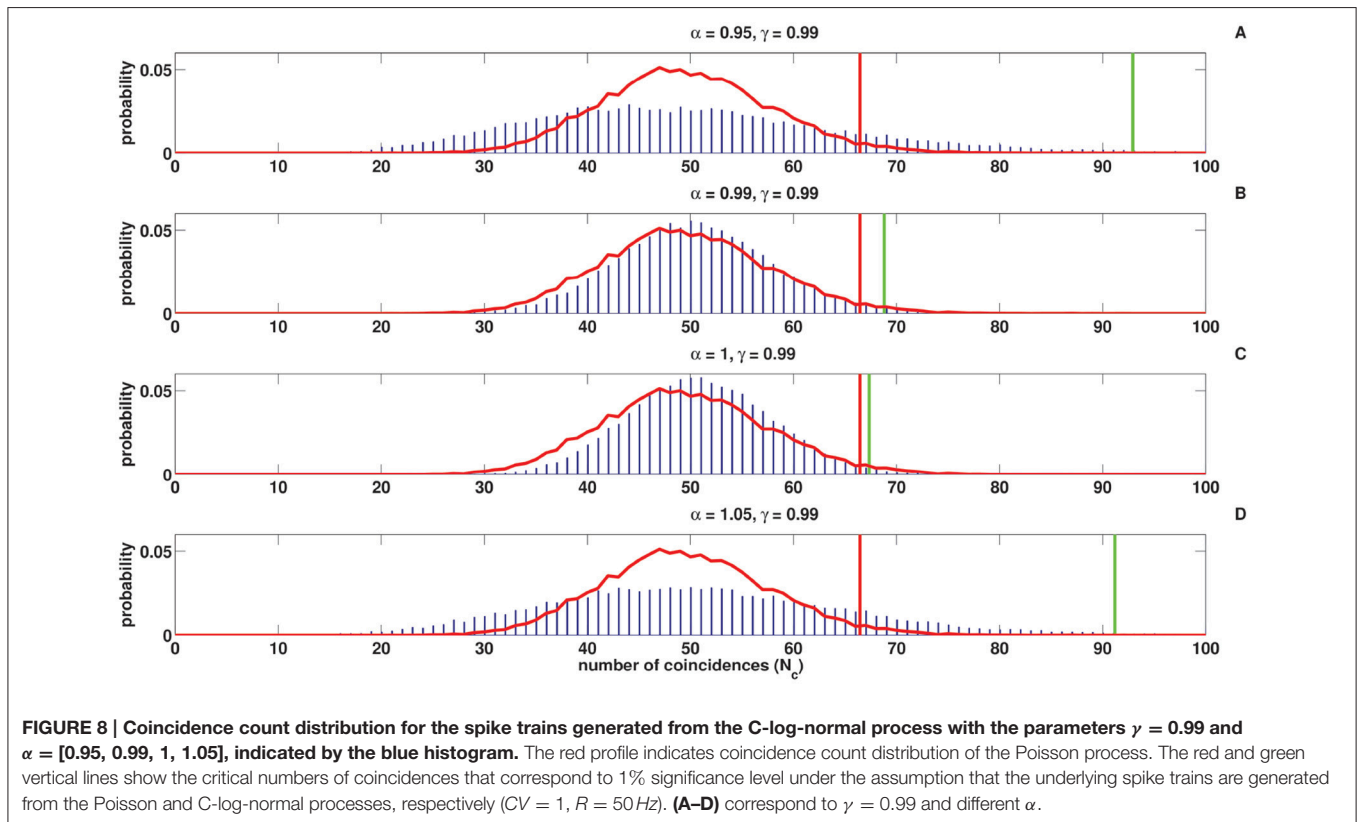 α = 0.95, γ = 0.99
A
probability
0.05
0
0 10 20 30 40 50 60 70 80 90 100
α = 0.99, γ = 0.99
B
probability
0.05
0
0 10 20 30 40 50 60 70 80 90 100
α = 1, γ = 0.99
C
probability
0.05
0
0 10 20 30 40 50 60 70 80 90 100
α = 1.05, γ = 0.99
D
probability
0.05
0
0 10 20 30 40 50 60 70 80 90 100
number of coincidences (N_c)
FIGURE 8 | Coincidence count distribution for the spike trains generated from the C-log-normal process with the parameters γ = 0.99 and
α = [0.95, 0.99, 1, 1.05], indicated by the blue histogram. The red profile indicates coincidence count distribution of the Poisson process. The red and green
vertical lines show the critical numbers of coincidences that correspond to 1% significance level under the assumption that the underlying spike trains are generated
from the Poisson and C-log-normal processes, respectively (CV = 1, R = 50 Hz). (A–D) correspond to γ = 0.99 and different α.